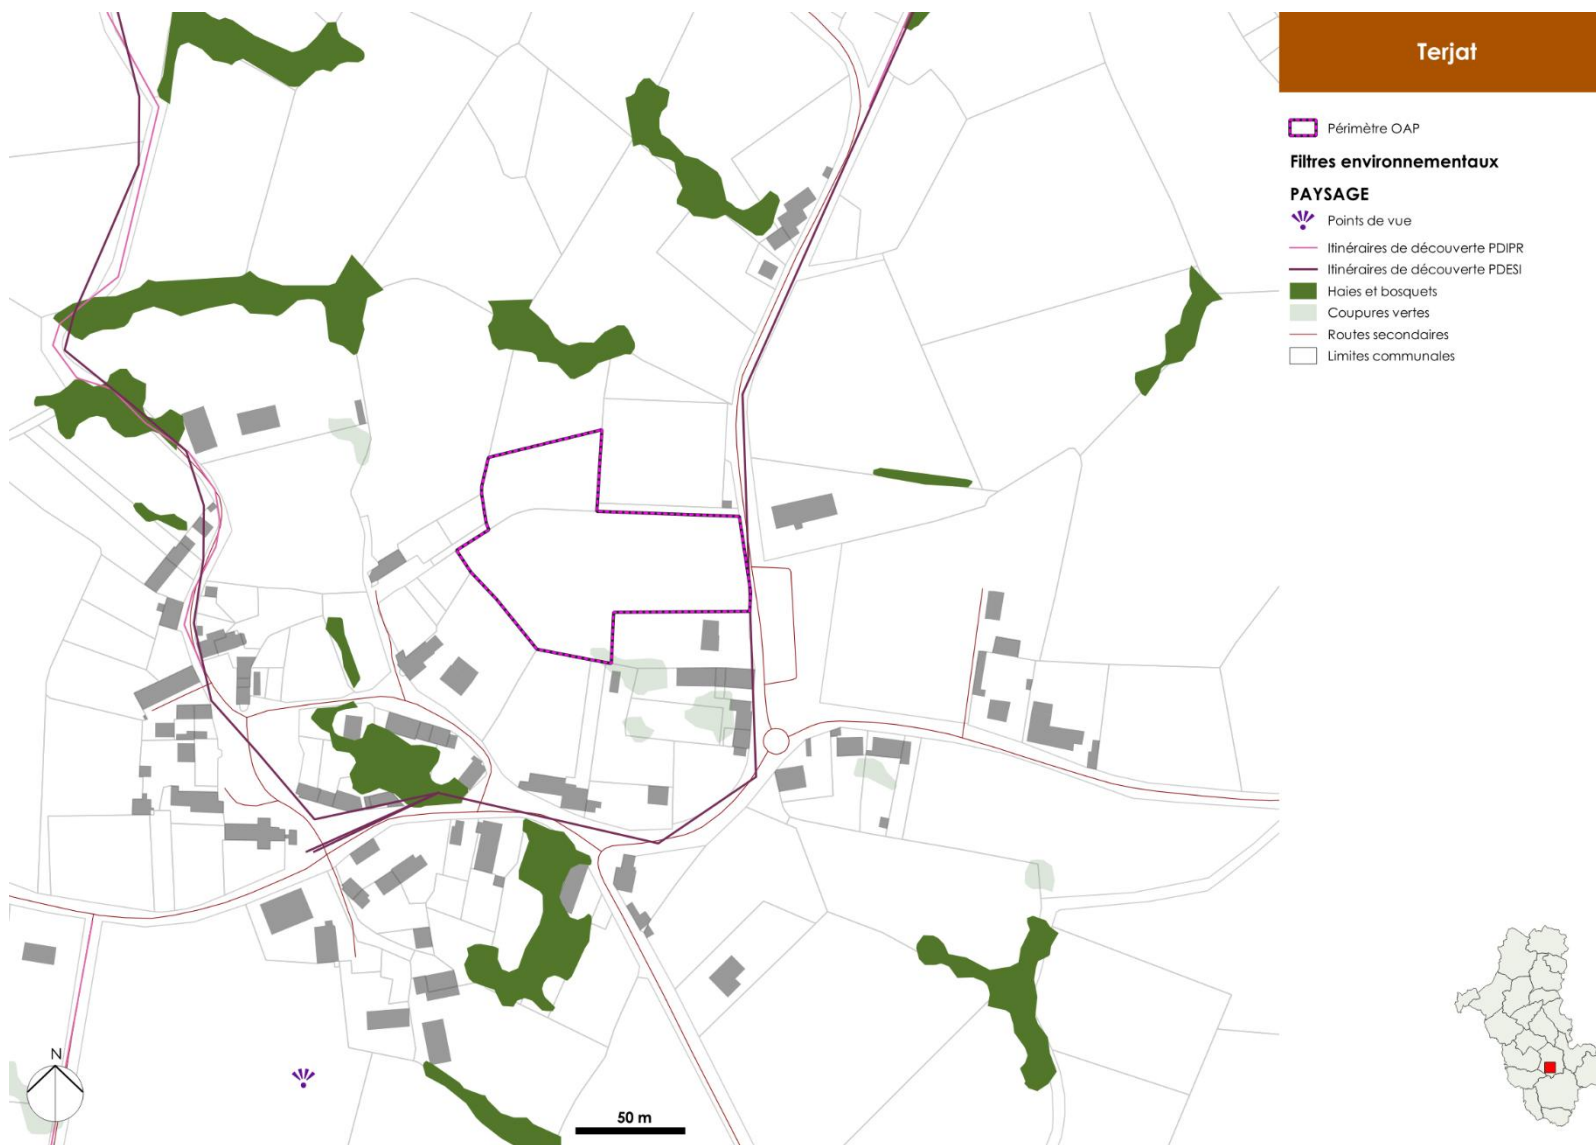 Terjat
Périmètre OAP
Filtres environnementaux
PAYSAGE
Points de vue
Itinéraires de découverte PDIPR
Itinéraires de découverte PDESI
Haies et bosquets
Coupures vertes
Routes secondaires
Limites communales
N
50 m